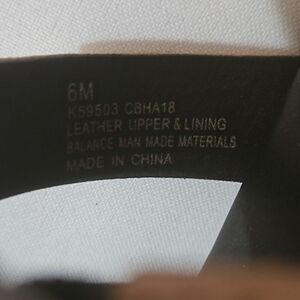 6M
K59503 CBHA18
LEATHER UPPER & LINING
BALANCE MAN MADE MATERIALS
MADE IN CHINA